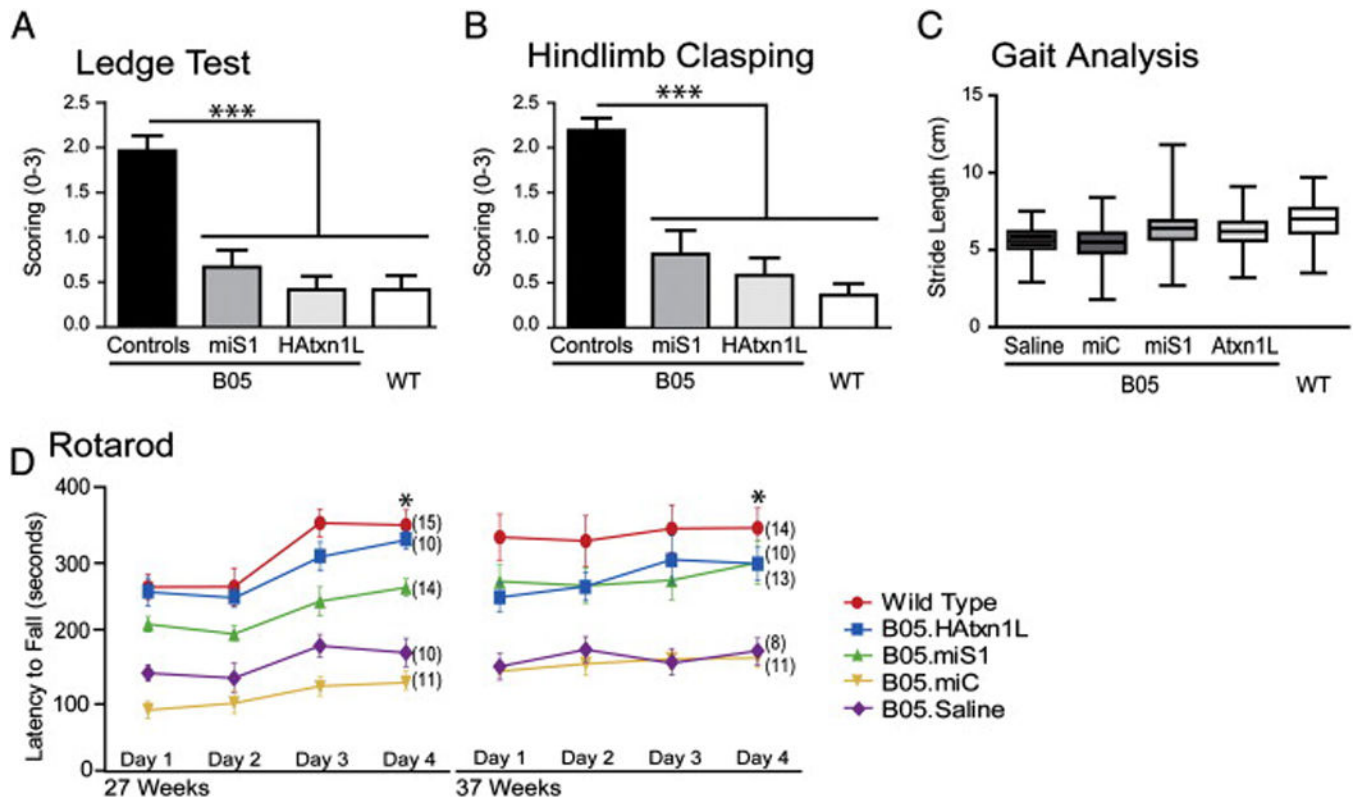 A
Ledge Test
***
Scoring (0-3)
2.5
2.0
1.5
1.0
0.5
0.0
Controls miS1 HAtxn1L
B05 WT
B
Hindlimb Clasping
***
Scoring (0-3)
2.5
2.0
1.5
1.0
0.5
0.0
Controls miS1 HAtxn1L
B05 WT
C
Gait Analysis
Stride Length (cm)
15
10
5
0
Saline miC miS1 Atxn1L
B05 WT
D
Rotarod
Latency to Fall (seconds)
400
300
200
100
0
*
(15)
(10)
(14)
(10)
(11)
Day 1 Day 2 Day 3 Day 4
27 Weeks
*
(14)
(10)
(13)
(8)
(11)
Day 1 Day 2 Day 3 Day 4
37 Weeks
Wild Type
B05.HAtxn1L
B05.miS1
B05.miC
B05.Saline